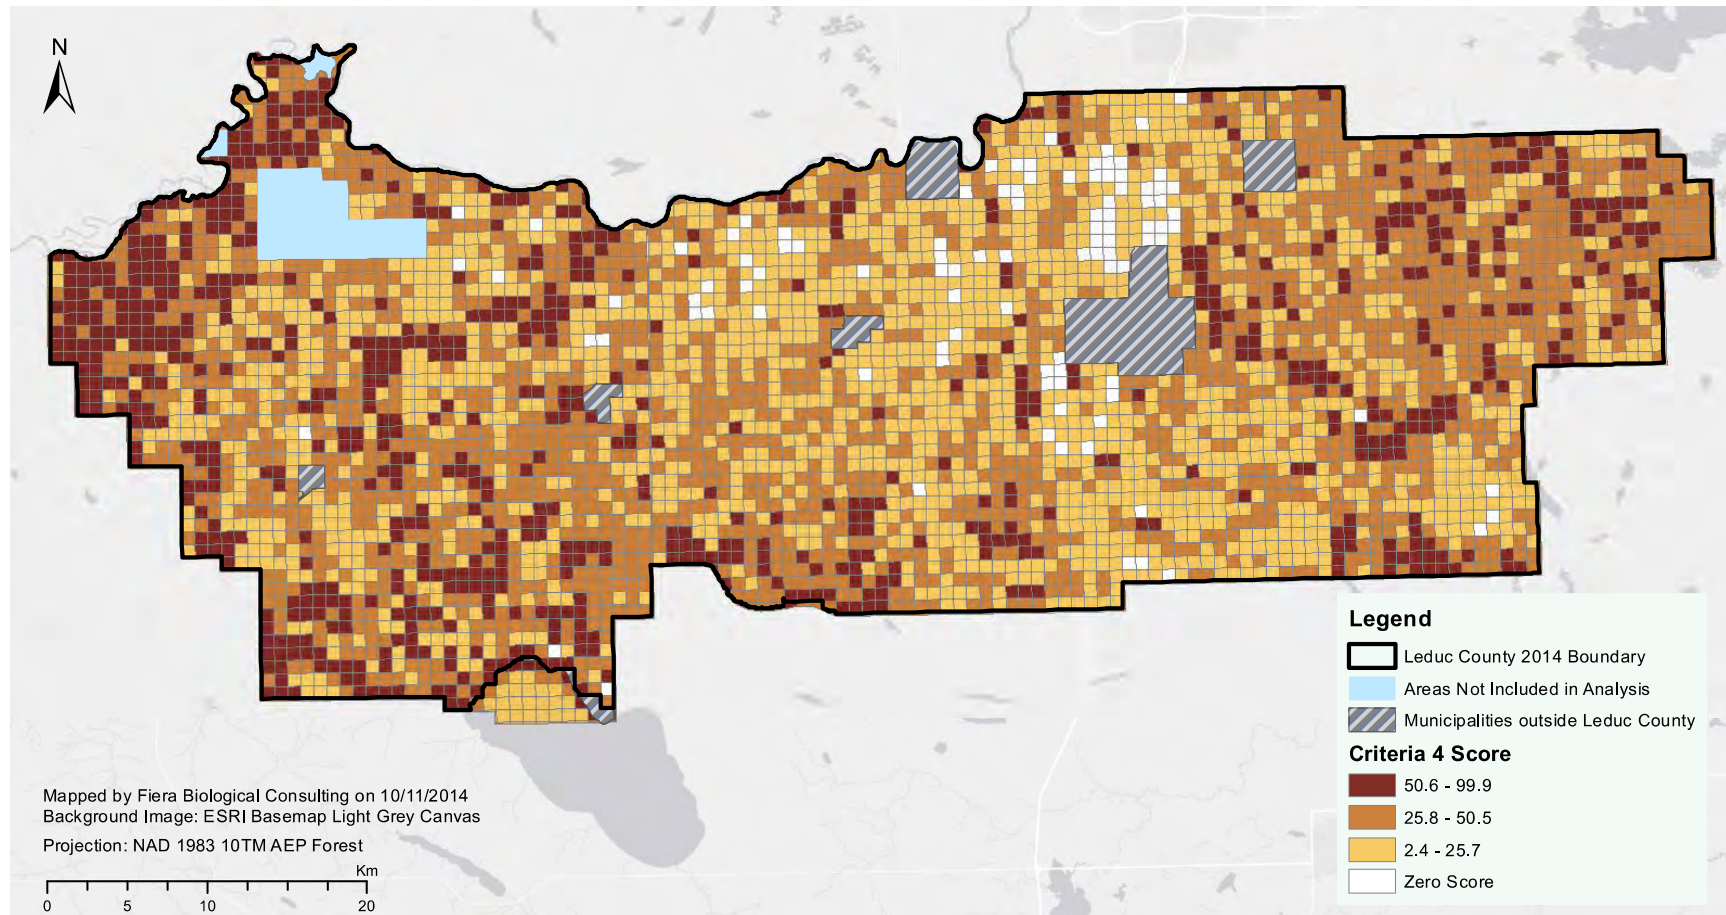 N
Legend
Leduc County 2014 Boundary
Areas Not Included in Analysis
Municipalities outside Leduc County
Criteria 4 Score
50.6 - 99.9
25.8 - 50.5
2.4 - 25.7
Zero Score
Mapped by Fiera Biological Consulting on 10/11/2014
Background Image: ESRI Basemap Light Grey Canvas
Projection: NAD 1983 10TM AEP Forest
Km
0 5 10 20